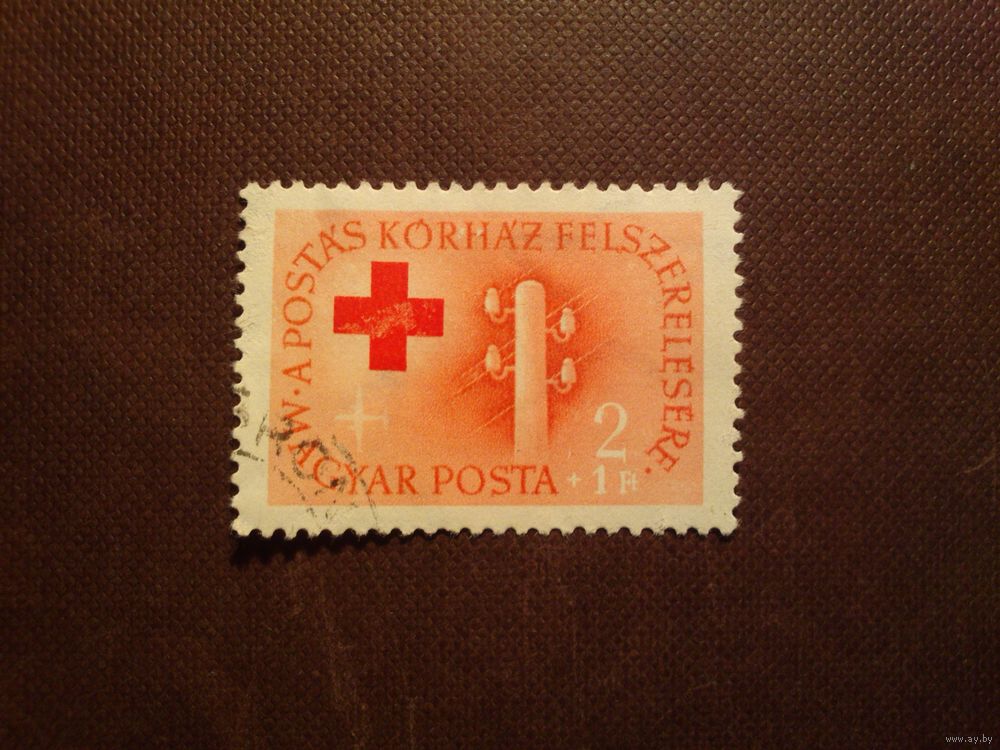 · A POSTÁS KÓRHÁZ FELSZERELÉSÉRE.
MAGYAR POSTA
2
+ 1 Ft
www.ay.by